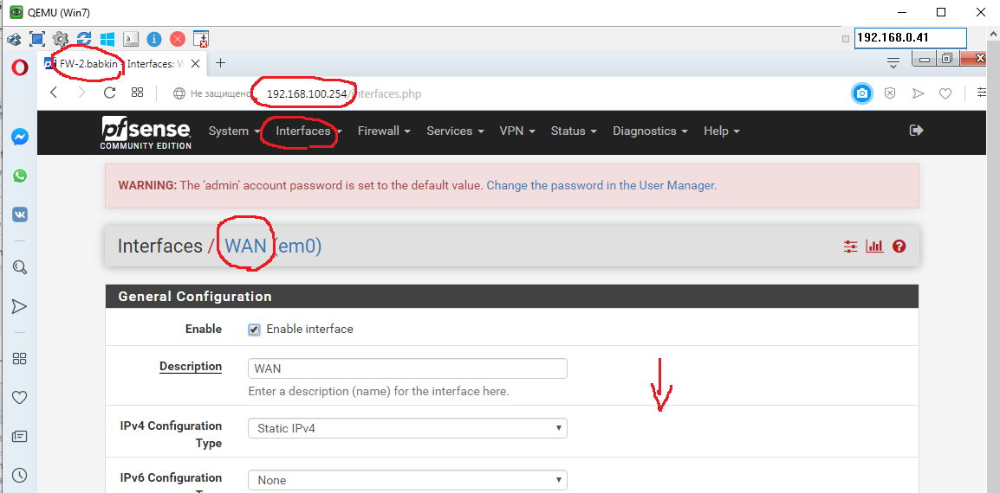 QEMU (Win7)
192.168.0.41
FW-2.babkin Interfaces: W
Не защищено 192.168.100.254/interfaces.php
pfsense
COMMUNITY EDITION
System Interfaces Firewall Services VPN Status Diagnostics Help
WARNING: The 'admin' account password is set to the default value. Change the password in the User Manager.
Interfaces / WAN (em0)
General Configuration
Enable Enable interface
Description WAN
Enter a description (name) for the interface here.
IPv4 Configuration
Type
Static IPv4
IPv6 Configuration
None